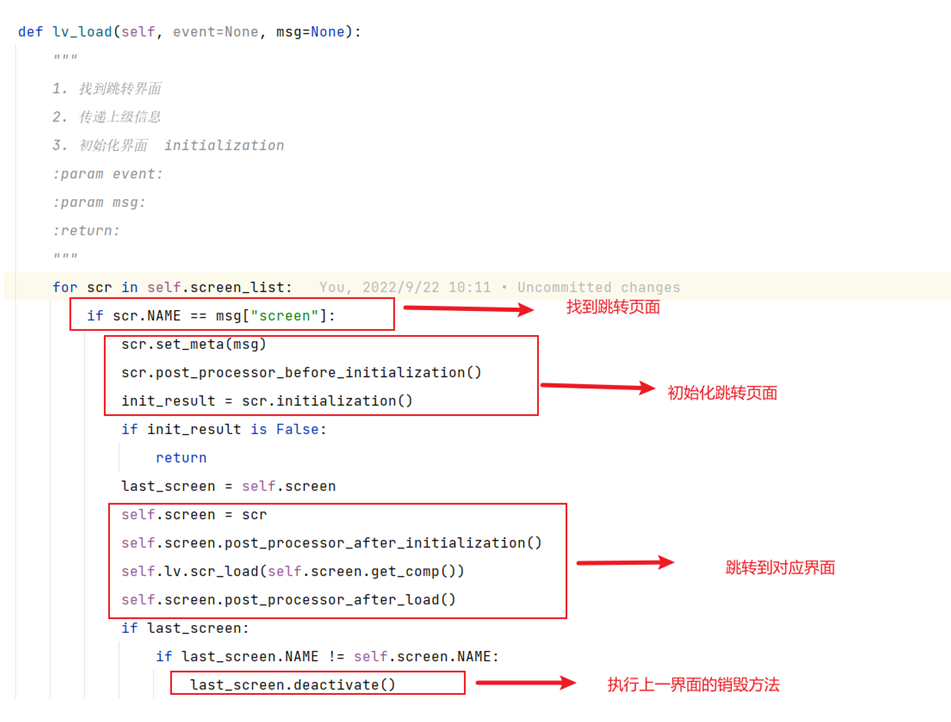 def lv_load(self, event=None, msg=None):
"""
1. 找到跳转界面
2. 传递上级信息
3. 初始化界面 initialization
:param event:
:param msg:
:return:
"""
for scr in self.screen_list: You, 2022/9/22 10:11 • Uncommitted changes
if scr.NAME == msg["screen"]:
找到跳转页面
scr.set_meta(msg)
scr.post_processor_before_initialization()
初始化跳转页面
init_result = scr.initialization()
if init_result is False:
return
last_screen = self.screen
self.screen = scr
self.screen.post_processor_after_initialization()
self.lv.scr_load(self.screen.get_comp())
跳转到对应界面
self.screen.post_processor_after_load()
if last_screen:
if last_screen.NAME != self.screen.NAME:
last_screen.deactivate()
执行上一界面的销毁方法